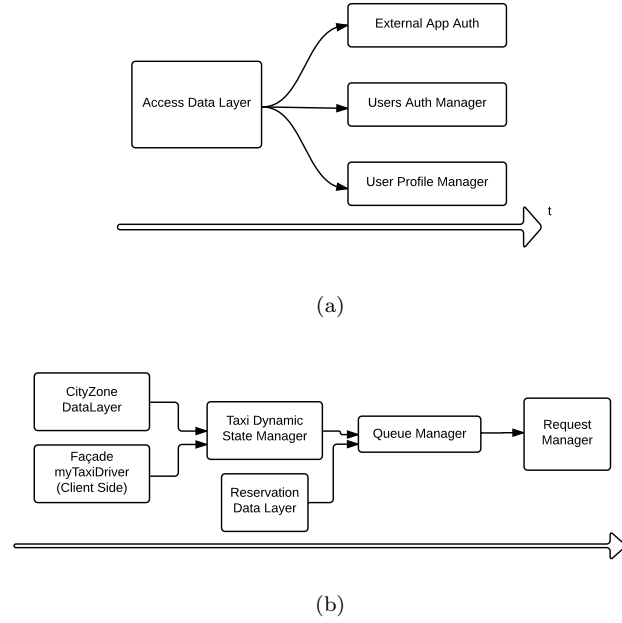 External App Auth
Access Data Layer
Users Auth Manager
User Profile Manager
t
(a)
CityZone
DataLayer
Façade
myTaxiDriver
(Client Side)
Taxi Dynamic
State Manager
Reservation
Data Layer
Queue Manager
Request
Manager
(b)